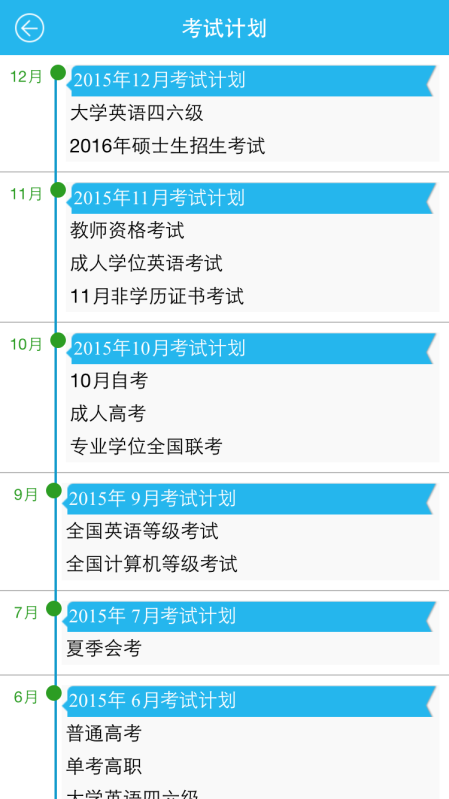 考试计划
12月
2015年12月考试计划
大学英语四六级
2016年硕士生招生考试
11月
2015年11月考试计划
教师资格考试
成人学位英语考试
11月非学历证书考试
10月
2015年10月考试计划
10月自考
成人高考
专业学位全国联考
9月
2015年 9月考试计划
全国英语等级考试
全国计算机等级考试
7月
2015年 7月考试计划
夏季会考
6月
2015年 6月考试计划
普通高考
单考高职
大学英语四六级